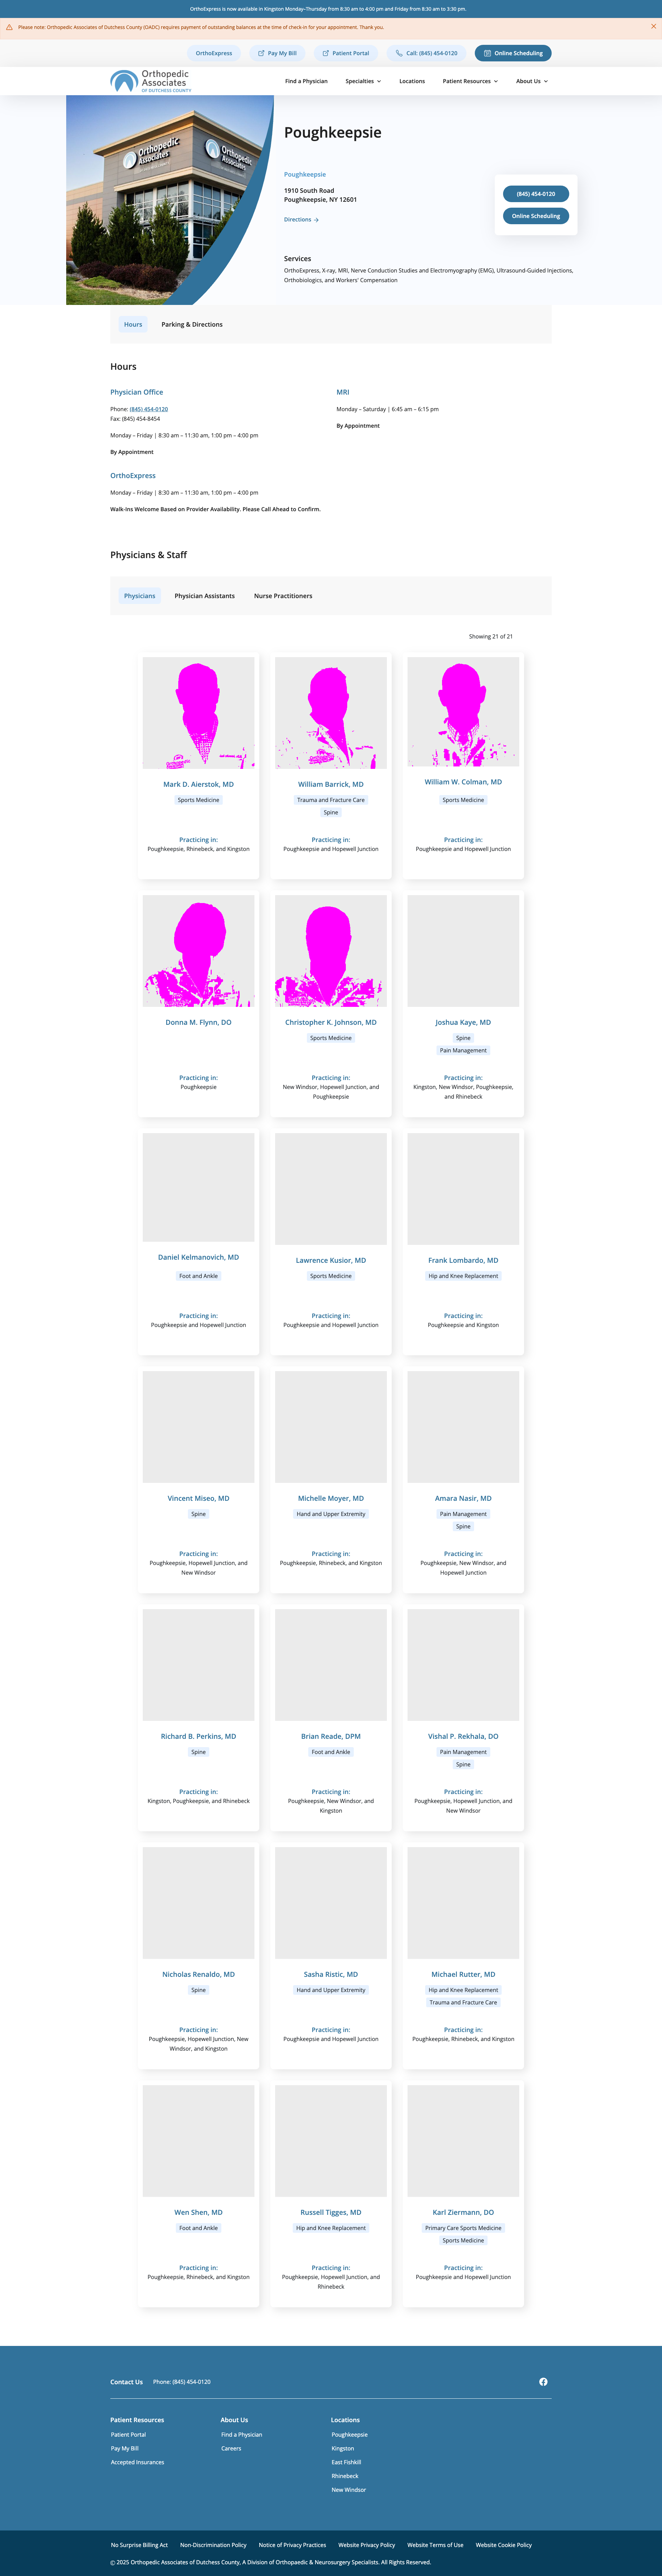 OrthoExpress is now available in Kingston Monday–Thursday from 8:30 am to 4:00 pm and Friday from 8:30 am to 3:30 pm.
Please note: Orthopedic Associates of Dutchess County (OADC) requires payment of outstanding balances at the time of check-in for your appointment. Thank you.
OrthoExpress
Pay My Bill
Patient Portal
Call: (845) 454-0120
Online Scheduling
Orthopedic
Associates
OF DUTCHESS COUNTY
Find a Physician
Specialties
Locations
Patient Resources
About Us
Orthopedic
Associates
Orthopedic
Associates
Poughkeepsie
Poughkeepsie
1910 South Road
Poughkeepsie, NY 12601
Directions
(845) 454-0120
Online Scheduling
Services
OrthoExpress, X-ray, MRI, Nerve Conduction Studies and Electromyography (EMG), Ultrasound-Guided Injections,
Orthobiologics, and Workers' Compensation
Hours
Parking & Directions
Hours
Physician Office
Phone: (845) 454-0120
Fax: (845) 454-8454
Monday – Friday | 8:30 am – 11:30 am, 1:00 pm – 4:00 pm
By Appointment
MRI
Monday – Saturday | 6:45 am – 6:15 pm
By Appointment
OrthoExpress
Monday – Friday | 8:30 am – 11:30 am, 1:00 pm – 4:00 pm
Walk-Ins Welcome Based on Provider Availability. Please Call Ahead to Confirm.
Physicians & Staff
Physicians
Physician Assistants
Nurse Practitioners
Showing 21 of 21
Mark D. Aierstok, MD
Sports Medicine
Practicing in:
Poughkeepsie, Rhinebeck, and Kingston
William Barrick, MD
Trauma and Fracture Care
Spine
Practicing in:
Poughkeepsie and Hopewell Junction
William W. Colman, MD
Sports Medicine
Practicing in:
Poughkeepsie and Hopewell Junction
Donna M. Flynn, DO
Practicing in:
Poughkeepsie
Christopher K. Johnson, MD
Sports Medicine
Practicing in:
New Windsor, Hopewell Junction, and
Poughkeepsie
Joshua Kaye, MD
Spine
Pain Management
Practicing in:
Kingston, New Windsor, Poughkeepsie,
and Rhinebeck
Daniel Kelmanovich, MD
Foot and Ankle
Practicing in:
Poughkeepsie and Hopewell Junction
Lawrence Kusior, MD
Sports Medicine
Practicing in:
Poughkeepsie and Hopewell Junction
Frank Lombardo, MD
Hip and Knee Replacement
Practicing in:
Poughkeepsie and Kingston
Vincent Miseo, MD
Spine
Practicing in:
Poughkeepsie, Hopewell Junction, and
New Windsor
Michelle Moyer, MD
Hand and Upper Extremity
Practicing in:
Poughkeepsie, Rhinebeck, and Kingston
Amara Nasir, MD
Pain Management
Spine
Practicing in:
Poughkeepsie, New Windsor, and
Hopewell Junction
Richard B. Perkins, MD
Spine
Practicing in:
Kingston, Poughkeepsie, and Rhinebeck
Brian Reade, DPM
Foot and Ankle
Practicing in:
Poughkeepsie, New Windsor, and
Kingston
Vishal P. Rekhala, DO
Pain Management
Spine
Practicing in:
Poughkeepsie, Hopewell Junction, and
New Windsor
Nicholas Renaldo, MD
Spine
Practicing in:
Poughkeepsie, Hopewell Junction, New
Windsor, and Kingston
Sasha Ristic, MD
Hand and Upper Extremity
Practicing in:
Poughkeepsie and Hopewell Junction
Michael Rutter, MD
Hip and Knee Replacement
Trauma and Fracture Care
Practicing in:
Poughkeepsie, Rhinebeck, and Kingston
Wen Shen, MD
Foot and Ankle
Practicing in:
Poughkeepsie, Rhinebeck, and Kingston
Russell Tigges, MD
Hip and Knee Replacement
Practicing in:
Poughkeepsie, Hopewell Junction, and
Rhinebeck
Karl Ziermann, DO
Primary Care Sports Medicine
Sports Medicine
Practicing in:
Poughkeepsie and Hopewell Junction
Contact Us
Phone: (845) 454-0120
Patient Resources
Patient Portal
Pay My Bill
Accepted Insurances
About Us
Find a Physician
Careers
Locations
Poughkeepsie
Kingston
East Fishkill
Rhinebeck
New Windsor
No Surprise Billing Act
Non-Discrimination Policy
Notice of Privacy Practices
Website Privacy Policy
Website Terms of Use
Website Cookie Policy
© 2025 Orthopedic Associates of Dutchess County, A Division of Orthopaedic & Neurosurgery Specialists. All Rights Reserved.